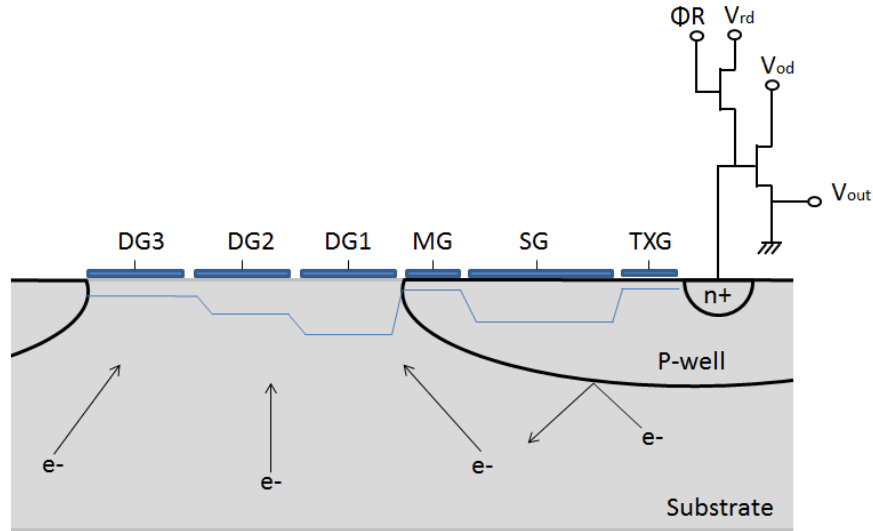 ΦR Vrd
Vod
Vout
DG3 DG2 DG1 MG SG TXG
n+
P-well
e- e- e- e-
Substrate